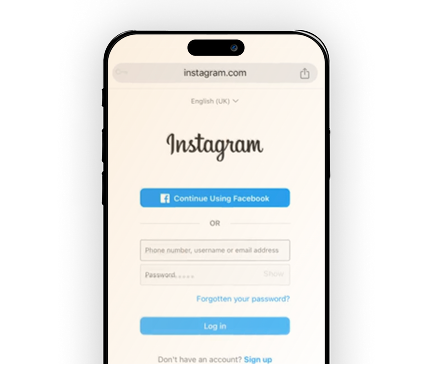 instagram.com
English (UK)
Instagram
Continue Using Facebook
OR
Phone number, username or email address
Password.....
Show
Forgotten your password?
Log in
Don't have an account? Sign up